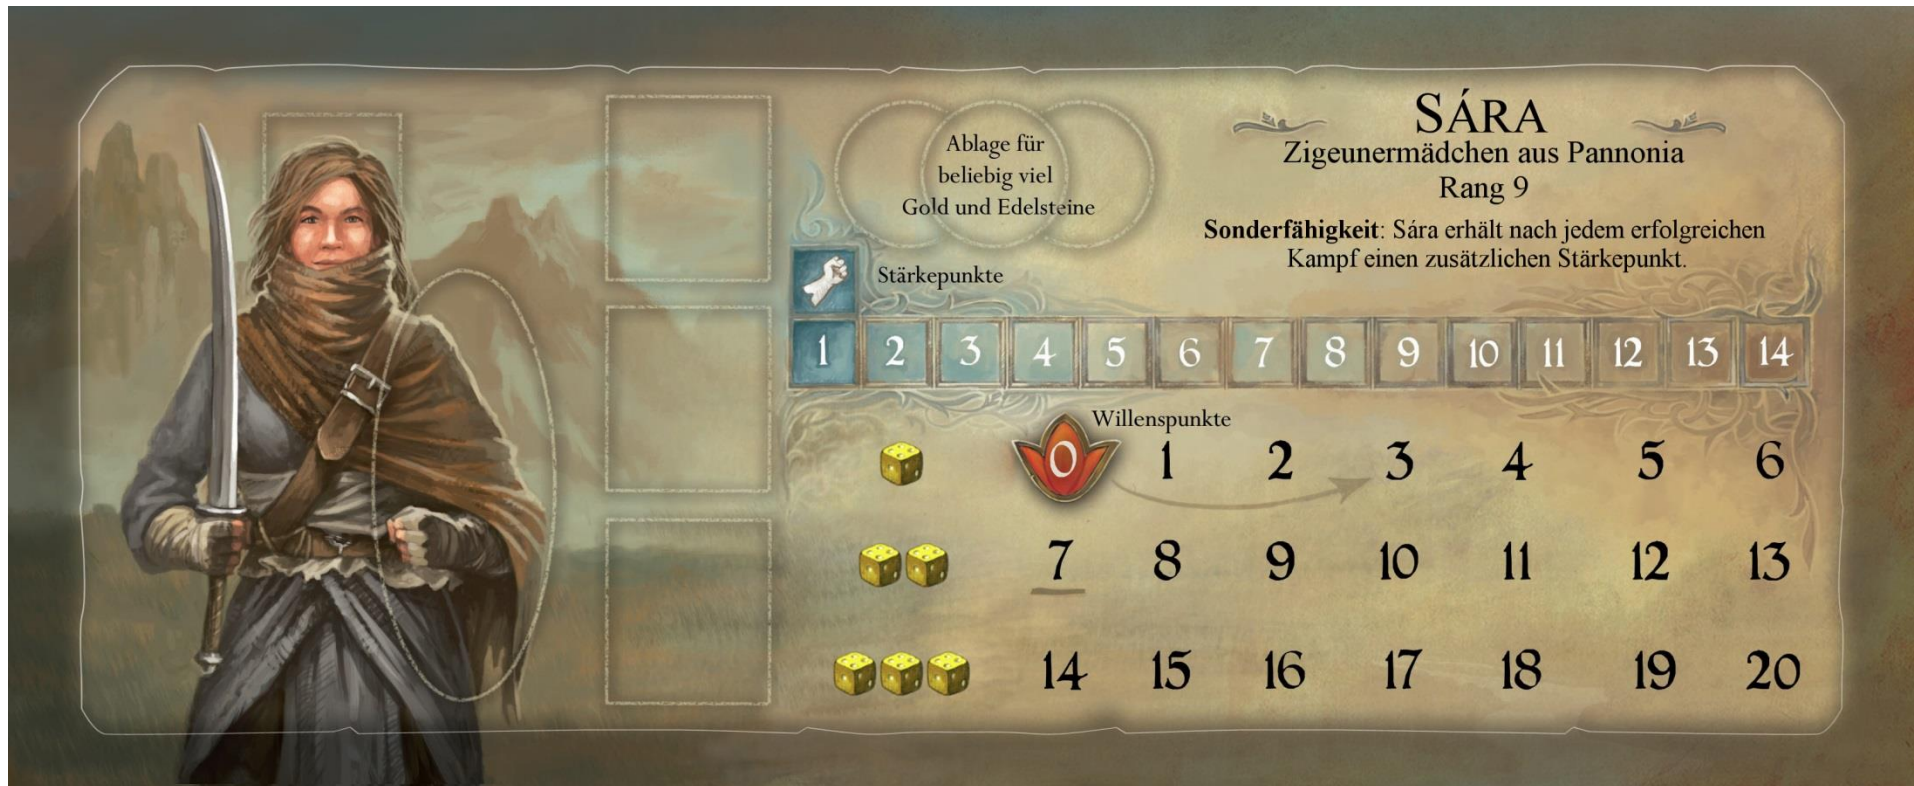 SÁRA
Zigeunermädchen aus Pannonia
Rang 9
Sonderfähigkeit: Sára erhält nach jedem erfolgreichen
Kampf einen zusätzlichen Stärkepunkt.
Ablage für
beliebig viel
Gold und Edelsteine
Stärkepunkte
1 2 3 4 5 6 7 8 9 10 11 12 13 14
Willenspunkte
0 1 2 3 4 5 6
7 8 9 10 11 12 13
14 15 16 17 18 19 20